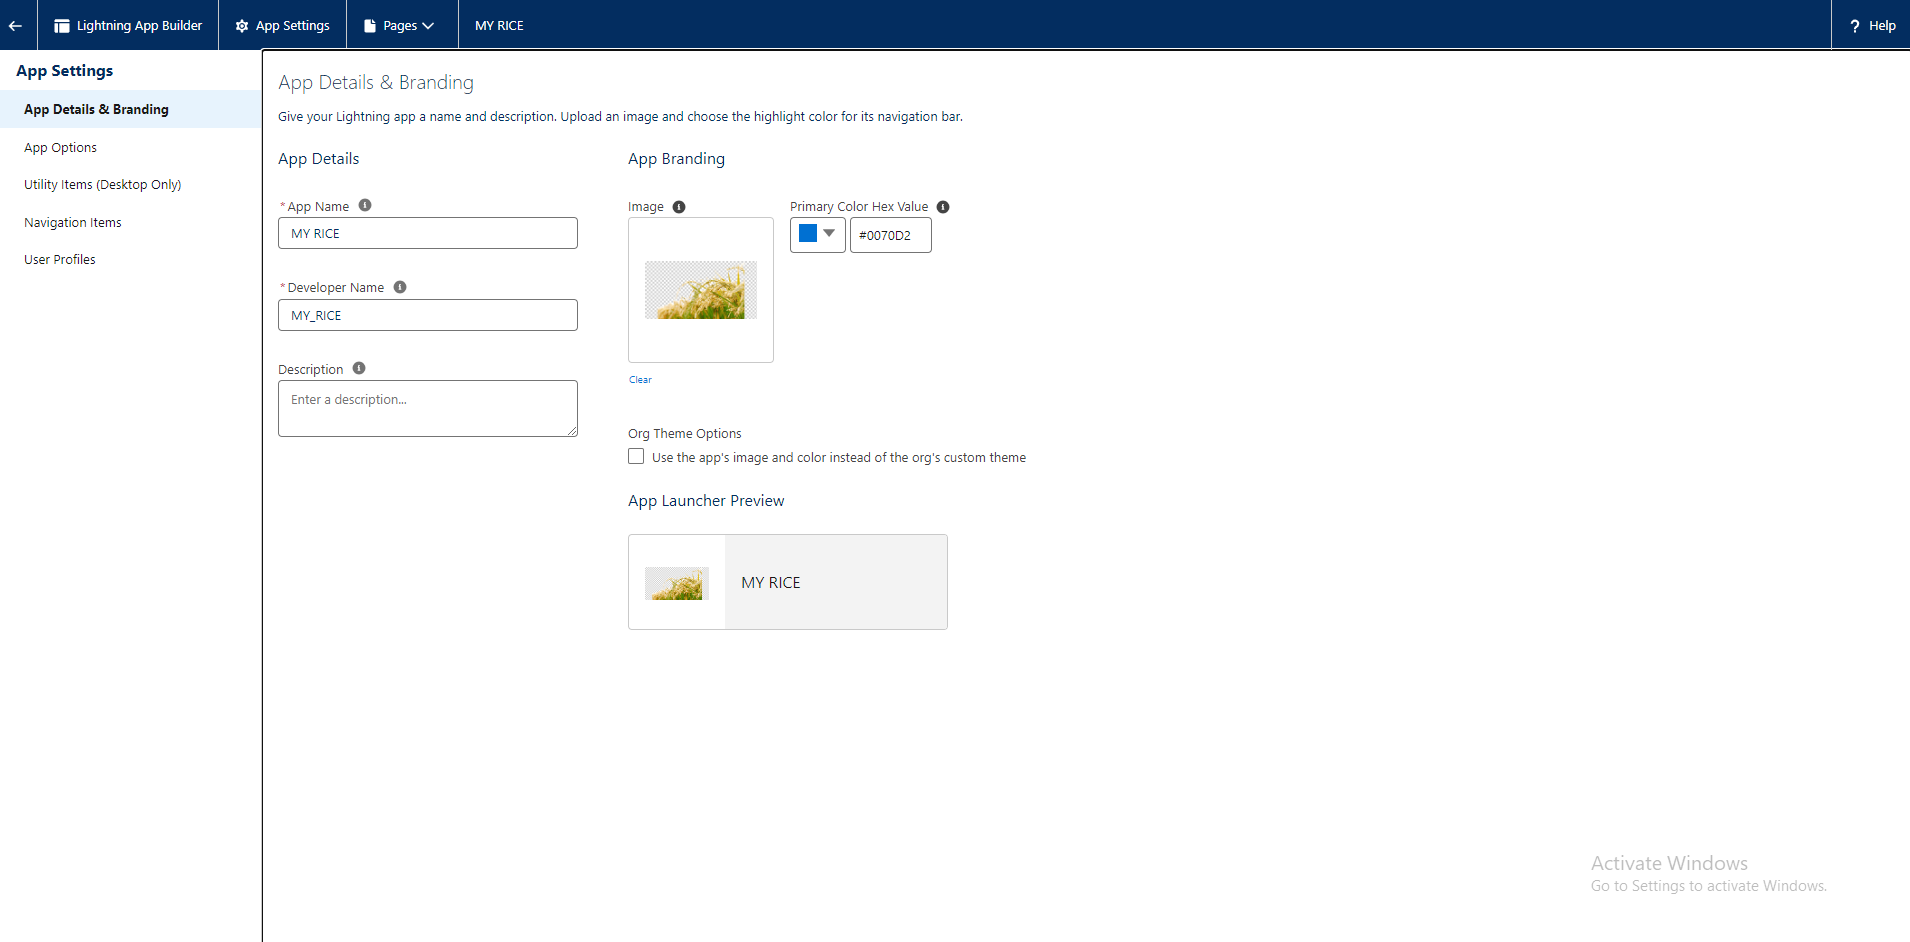 Lightning App Builder
App Settings
Pages
MY RICE
? Help
App Settings
App Details & Branding
App Options
Utility Items (Desktop Only)
Navigation Items
User Profiles
App Details & Branding
Give your Lightning app a name and description. Upload an image and choose the highlight color for its navigation bar.
App Details
* App Name
MY RICE
* Developer Name
MY_RICE
Description
Enter a description...
App Branding
Image
Clear
Primary Color Hex Value
#0070D2
Org Theme Options
Use the app's image and color instead of the org's custom theme
App Launcher Preview
MY RICE
Activate Windows
Go to Settings to activate Windows.